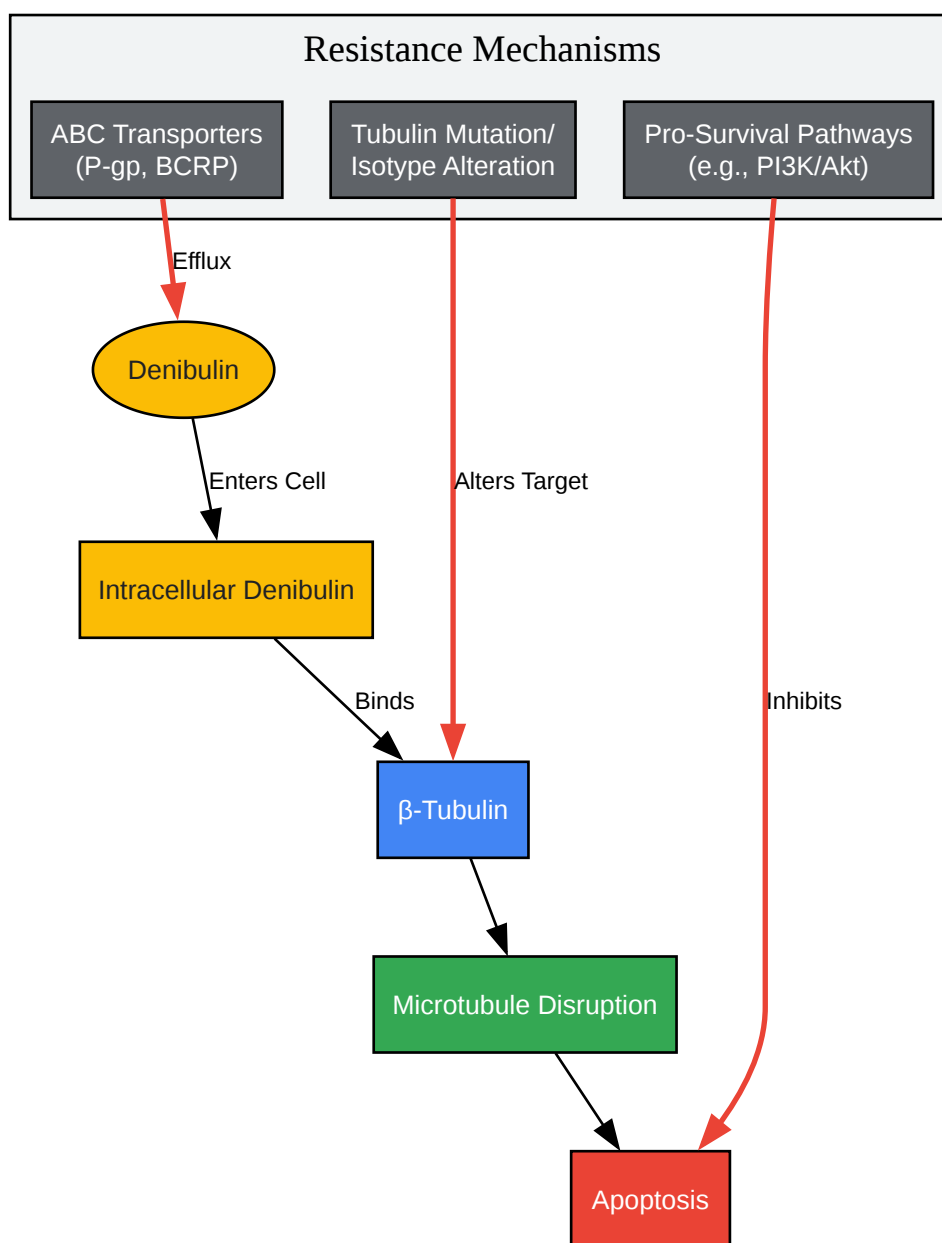 Resistance Mechanisms
ABC Transporters
(P-gp, BCRP)
Tubulin Mutation/
Isotype Alteration
Pro-Survival Pathways
(e.g., PI3K/Akt)
Efflux
Denibulin
Enters Cell
Alters Target
Intracellular Denibulin
Binds
Inhibits
β-Tubulin
Microtubule Disruption
Apoptosis